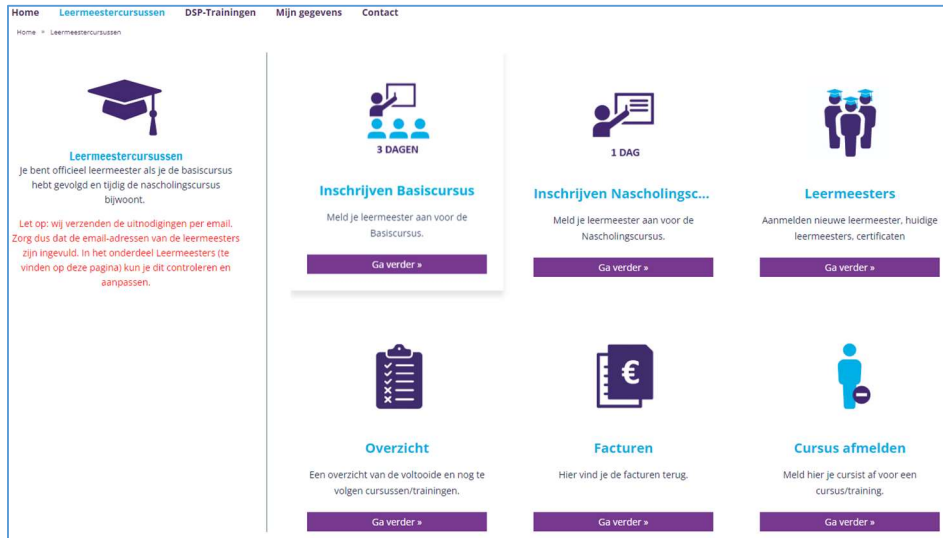 Home Leermeestercursussen DSP-Trainingen Mijn gegevens Contact
Home » Leermeestercursussen
Leermeestercursussen
Je bent officieel leermeester als je de basiscursus
hebt gevolgd en tijdig de nascholingscursus
bijwoont.
Let op: wij verzenden de uitnodigingen per email.
Zorg dus dat de email-adressen van de leermeesters
zijn ingevuld. In het onderdeel Leermeesters (te
vinden op deze pagina) kun je dit controleren en
aanpassen.
3 DAGEN
Inschrijven Basiscursus
Meld je leermeester aan voor de
Basiscursus.
Ga verder »
1 DAG
Inschrijven Nascholingsc...
Meld je leermeester aan voor de
Nascholingscursus.
Ga verder »
Leermeesters
Aanmelden nieuwe leermeester, huidige
leermeesters, certificaten
Ga verder »
Overzicht
Een overzicht van de voltooide en nog te
volgen cursussen/trainingen.
Ga verder »
€
Facturen
Hier vind je de facturen terug.
Ga verder »
Cursus afmelden
Meld hier je cursist af voor een
cursus/training.
Ga verder »